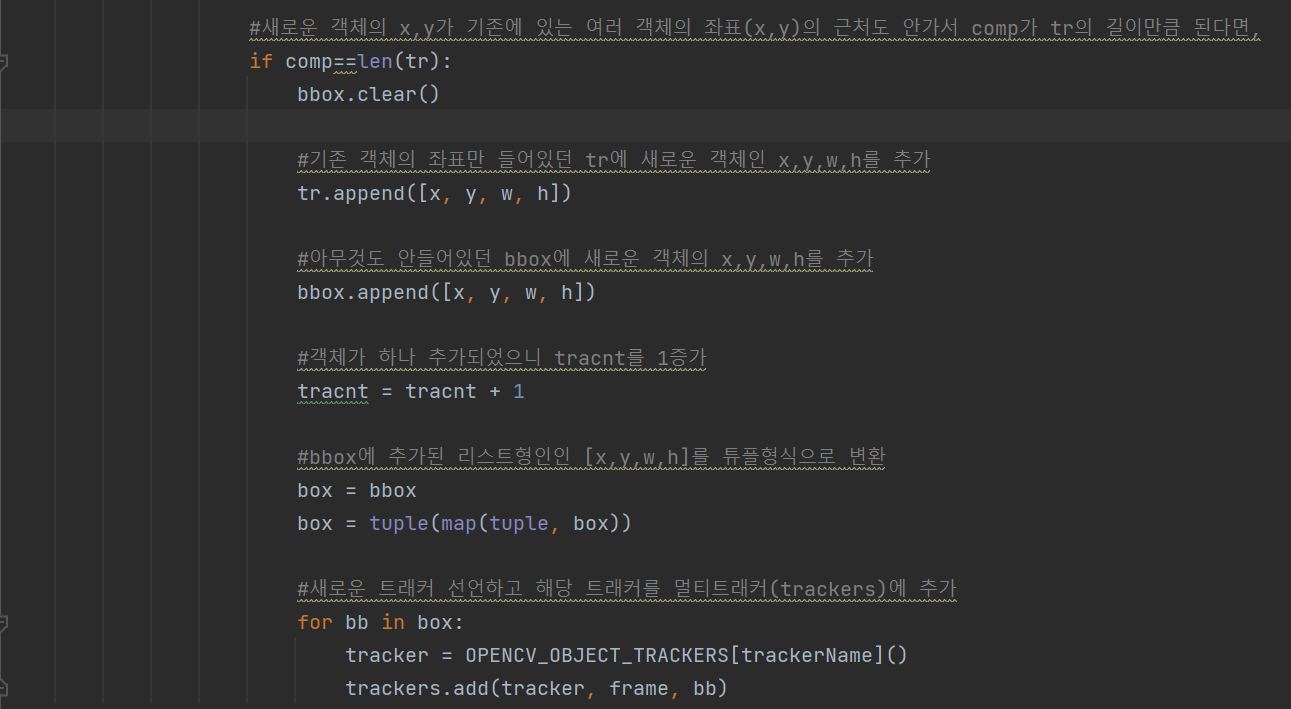 #새로운 객체의 x,y가 기존에 있는 여러 객체의 좌표(x,y)의 근처도 안가서 comp가 tr의 길이만큼 된다면,
if comp==len(tr):
bbox.clear()
#기존 객체의 좌표만 들어있던 tr에 새로운 객체인 x,y,w,h를 추가
tr.append([x, y, w, h])
#아무것도 안들어있던 bbox에 새로운 객체의 x,y,w,h를 추가
bbox.append([x, y, w, h])
#객체가 하나 추가되었으니 tracnt를 1증가
tracnt = tracnt + 1
#bbox에 추가된 리스트형인인 [x,y,w,h]를 튜플형식으로 변환
box = bbox
box = tuple(map(tuple, box))
#새로운 트래커 선언하고 해당 트래커를 멀티트래커(trackers)에 추가
for bb in box:
tracker = OPENCV_OBJECT_TRACKERS[trackerName]()
trackers.add(tracker, frame, bb)